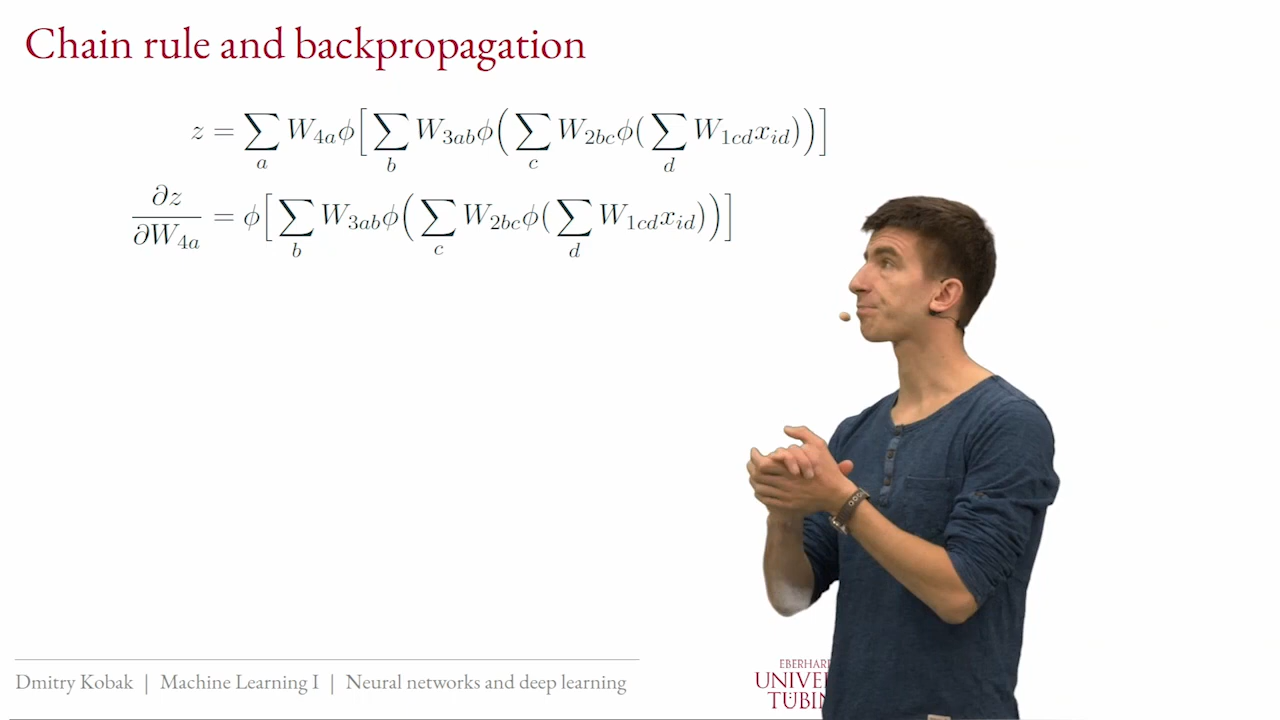 Chain rule and backpropagation
z = ∑_a W_{4a}ϕ[∑_b W_{3ab}ϕ(∑_c W_{2bc}ϕ(∑_d W_{1cd}x_{id}))]
∂z/∂W_{4a} = ϕ[∑_b W_{3ab}ϕ(∑_c W_{2bc}ϕ(∑_d W_{1cd}x_{id}))]
Dmitry Kobak | Machine Learning I | Neural networks and deep learning